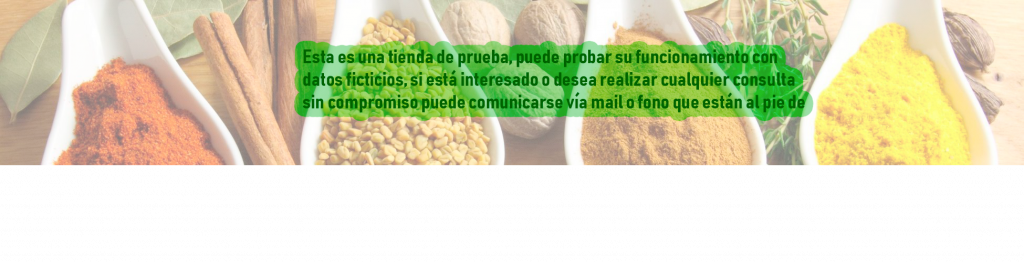 Esta es una tienda de prueba, puede probar su funcionamiento con
datos ficticios, si está interesado o desea realizar cualquier consulta
sin compromiso puede comunicarse vía mail o fono que están al pie de